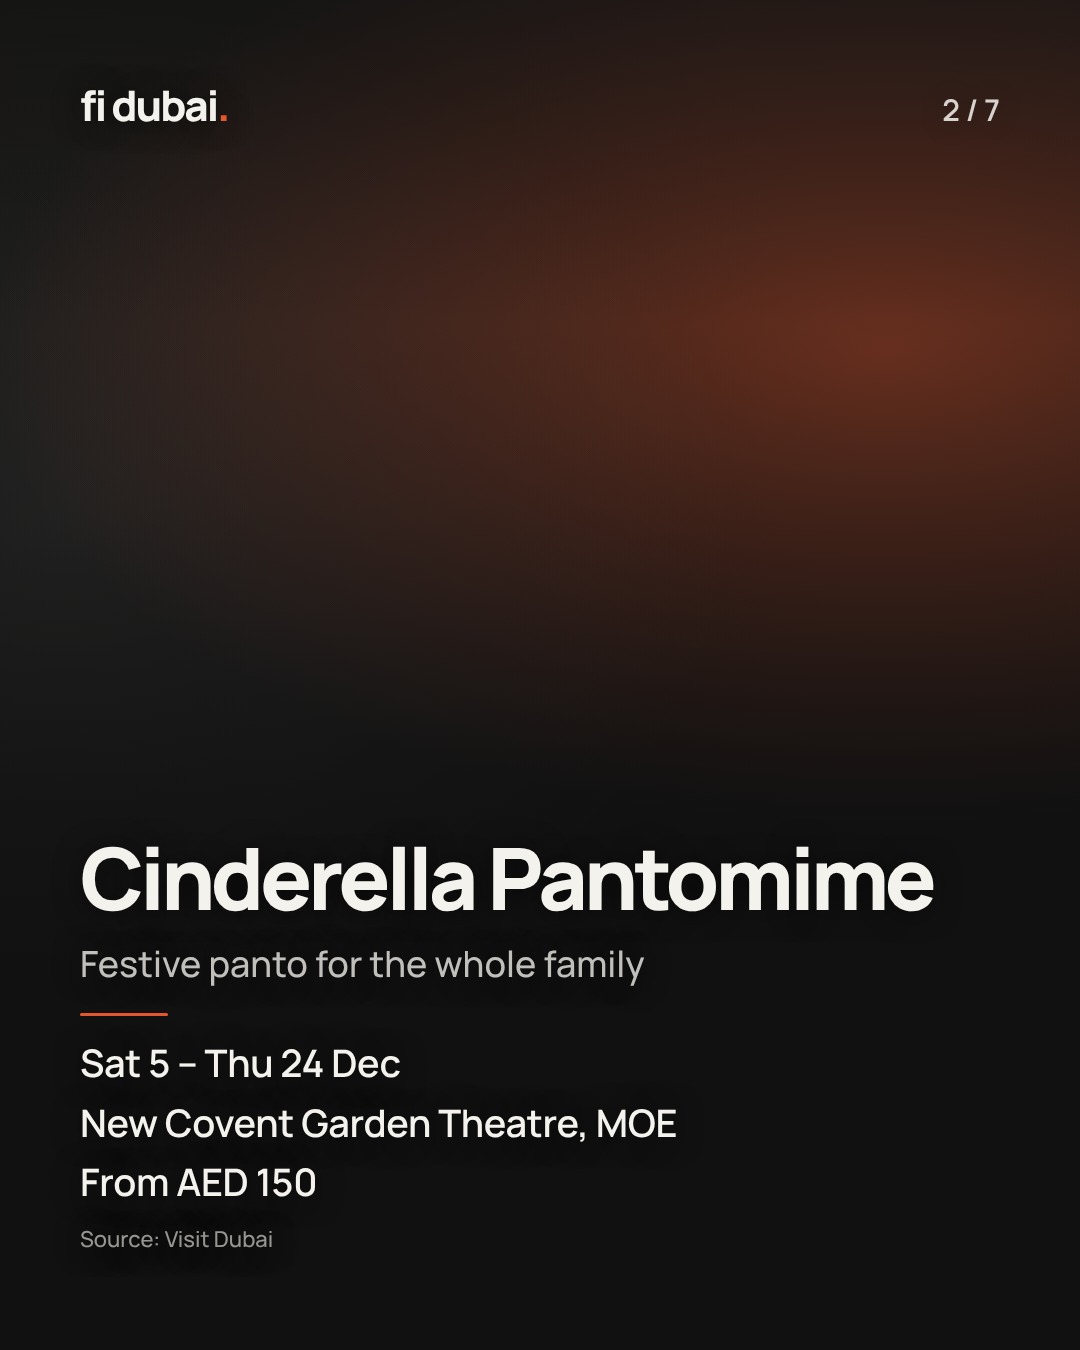 fi dubai.
2 / 7
Cinderella Pantomime
Festive panto for the whole family
Sat 5 – Thu 24 Dec
New Covent Garden Theatre, MOE
From AED 150
Source: Visit Dubai